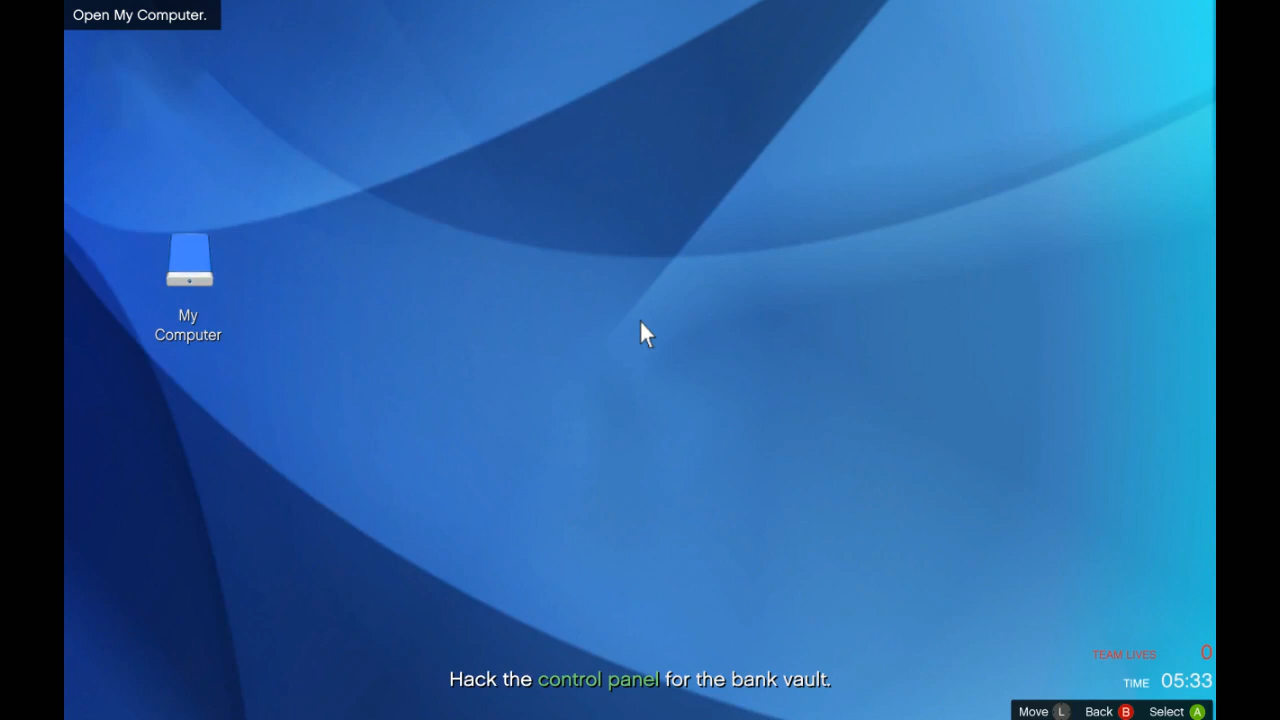 Open My Computer.
My
Computer
Hack the control panel for the bank vault.
TEAM LIVES 0
TIME 05:33
Move L Back B Select A